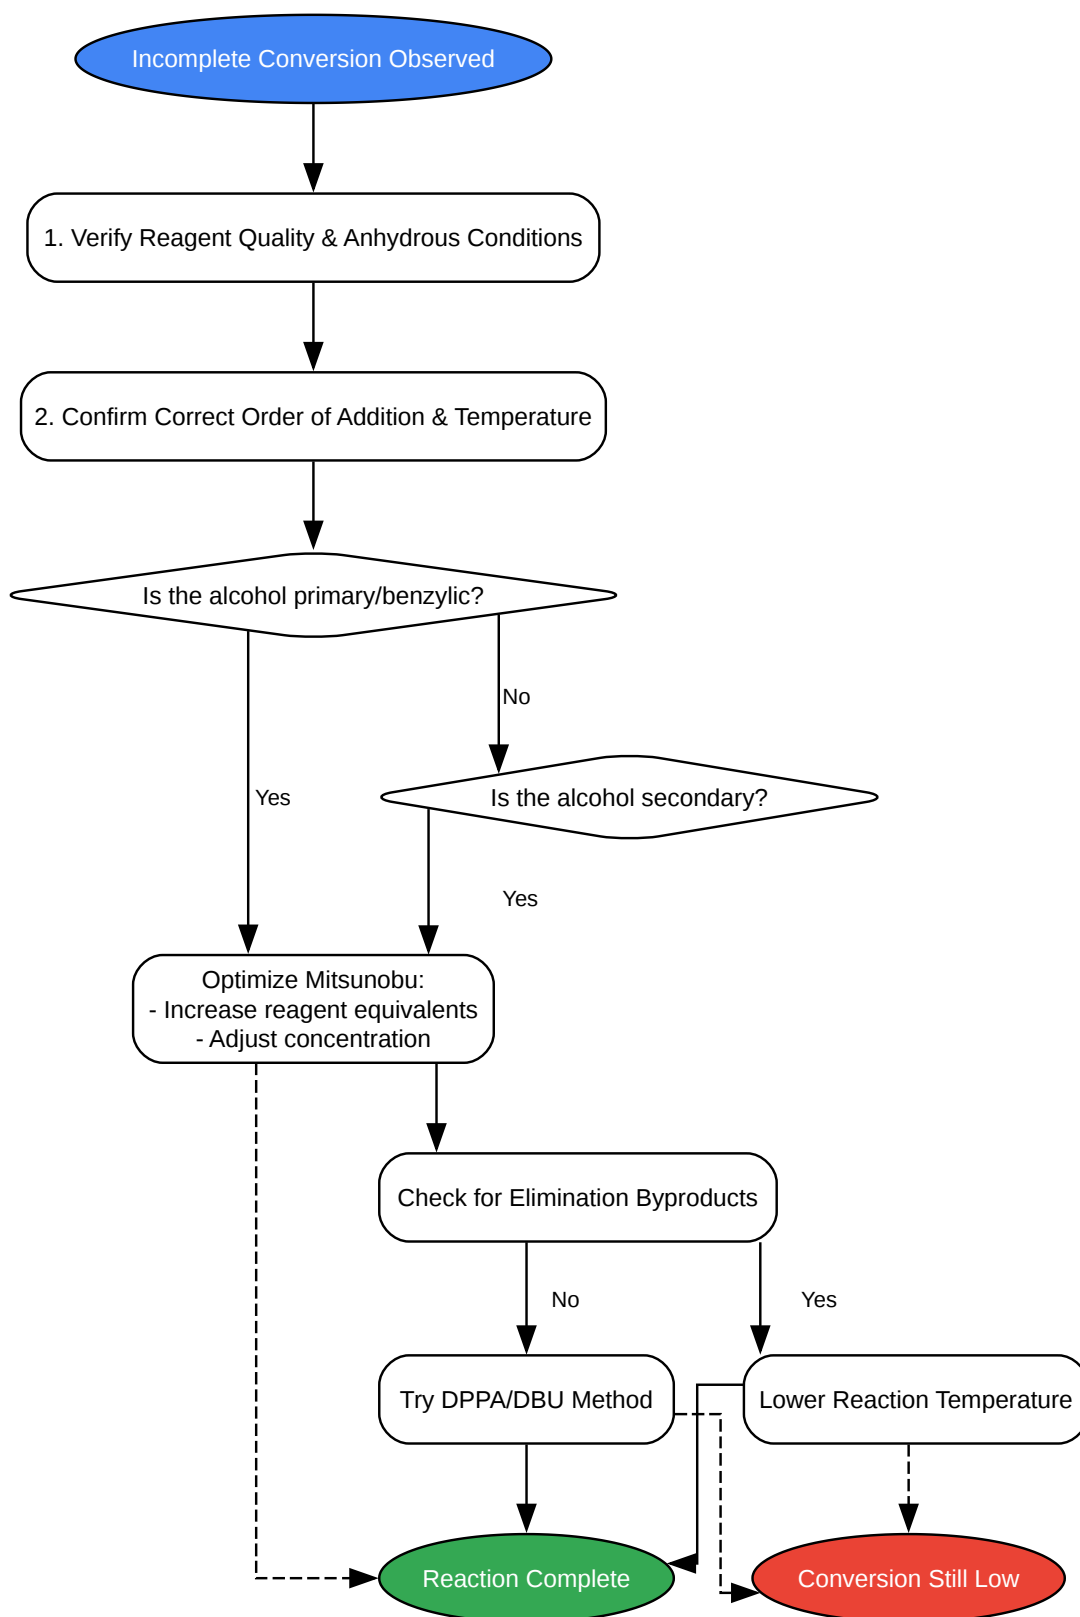 Incomplete Conversion Observed
1. Verify Reagent Quality & Anhydrous Conditions
2. Confirm Correct Order of Addition & Temperature
Is the alcohol primary/benzylic?
No
Yes
Is the alcohol secondary?
Yes
Optimize Mitsunobu:
- Increase reagent equivalents
- Adjust concentration
Check for Elimination Byproducts
No
Yes
Try DPPA/DBU Method
Lower Reaction Temperature
Reaction Complete
Conversion Still Low